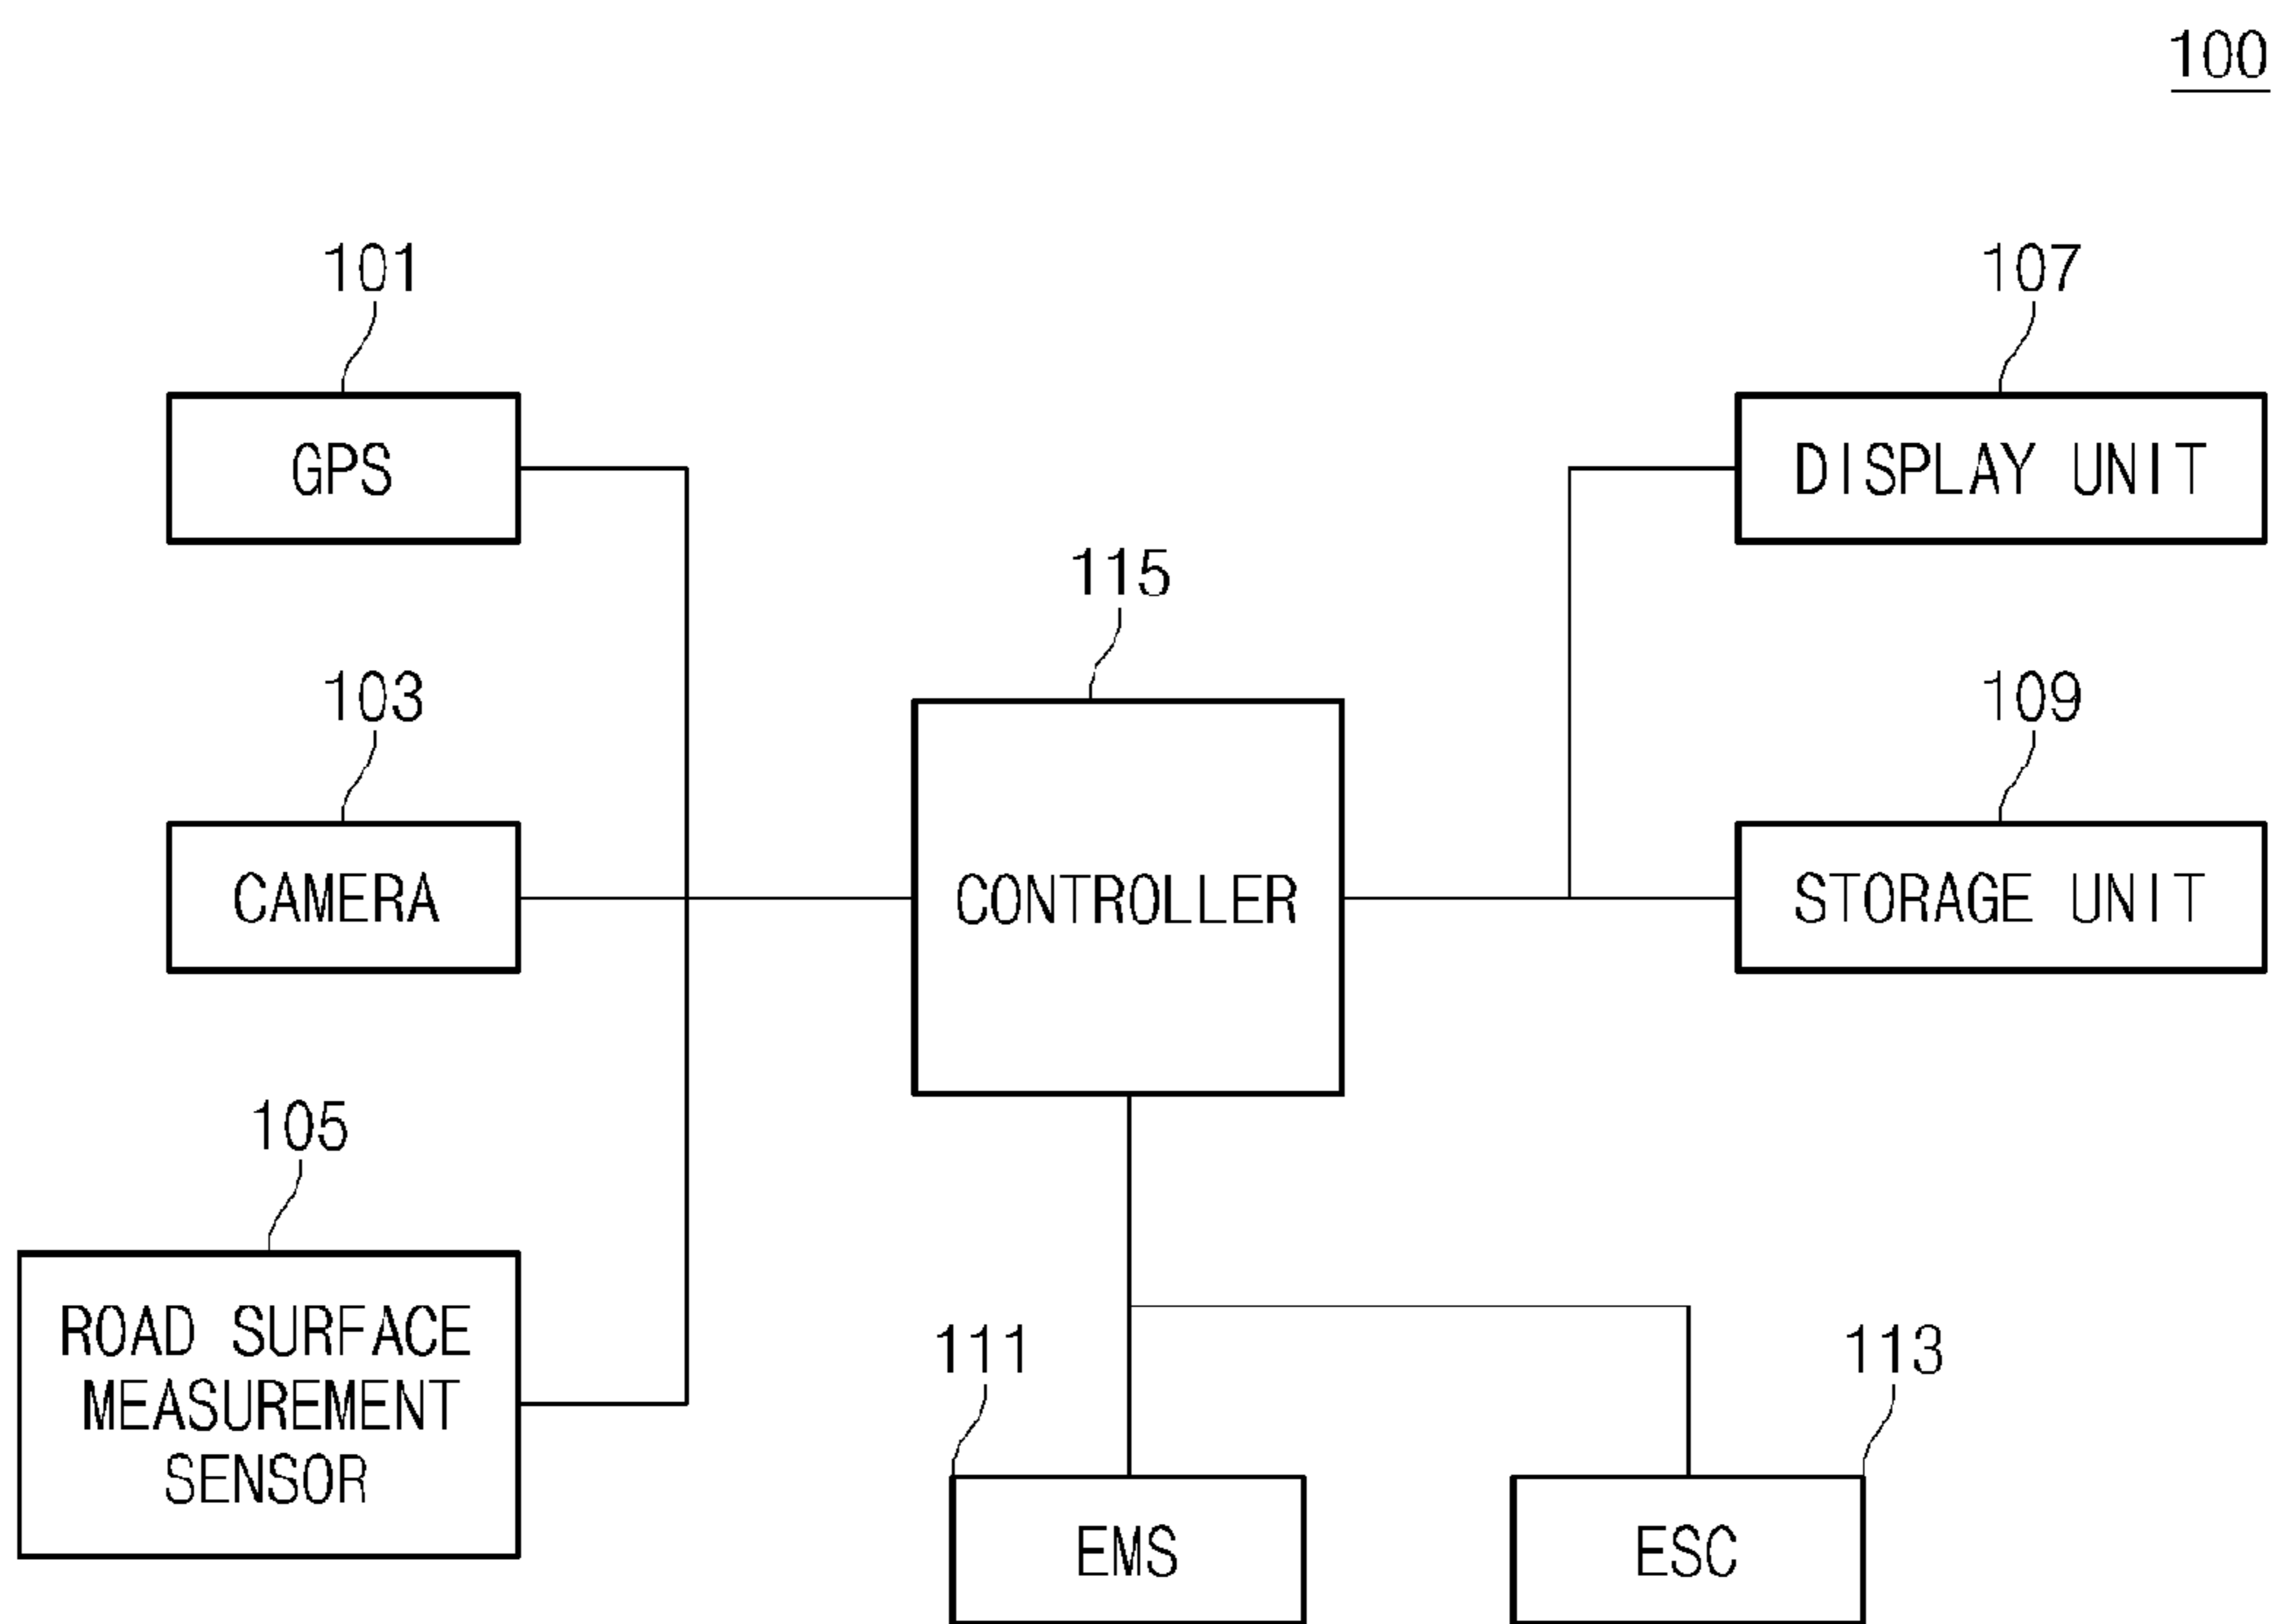 100
101
GPS
107
DISPLAY UNIT
115
CONTROLLER
103
CAMERA
109
STORAGE UNIT
105
ROAD SURFACE
MEASUREMENT
SENSOR
111
EMS
113
ESC